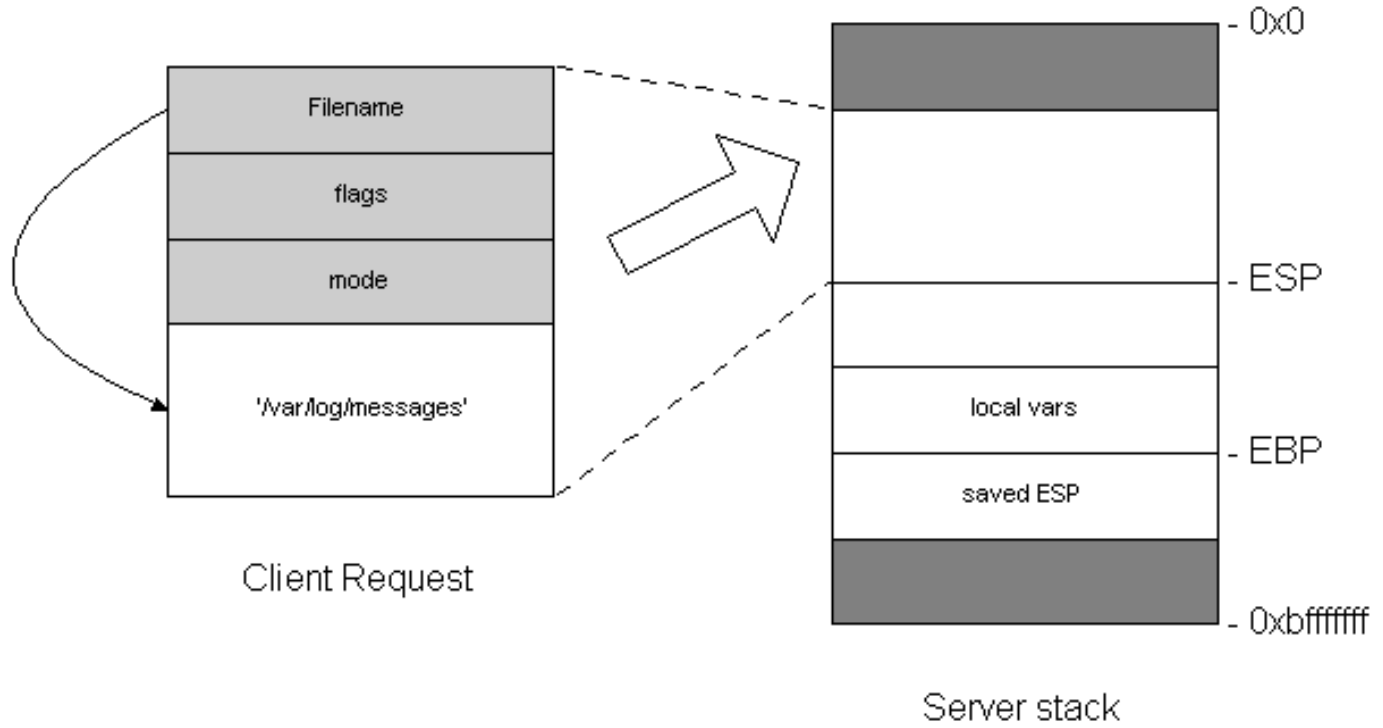 Filename
flags
mode
'/var/log/messages'
Client Request
- 0x0
- ESP
local vars
- EBP
saved ESP
- 0xbfffffff
Server stack